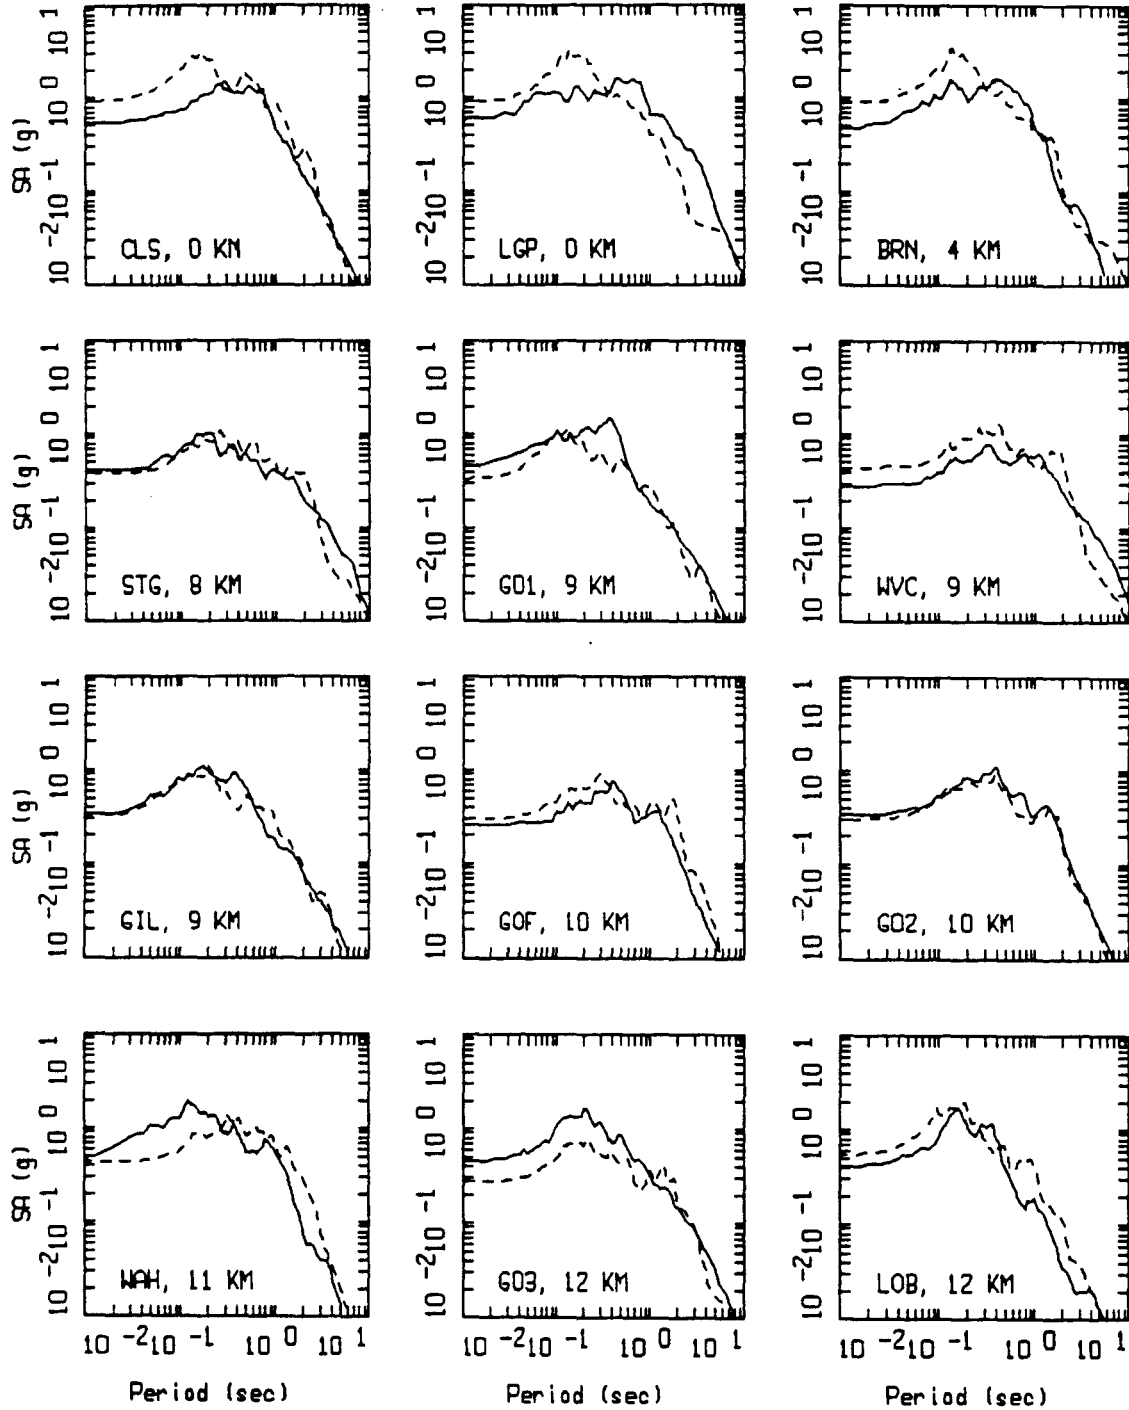 SA (g)
10 1
10 0
10 -1
10 -2
CLS, 0 KM
10 1
10 0
10 -1
10 -2
LGP, 0 KM
10 1
10 0
10 -1
10 -2
BRN, 4 KM
SA (g)
10 1
10 0
10 -1
10 -2
STG, 8 KM
10 1
10 0
10 -1
10 -2
G01, 9 KM
10 1
10 0
10 -1
10 -2
WVC, 9 KM
SA (g)
10 1
10 0
10 -1
10 -2
GIL, 9 KM
10 1
10 0
10 -1
10 -2
GOF, 10 KM
10 1
10 0
10 -1
10 -2
G02, 10 KM
SA (g)
10 1
10 0
10 -1
10 -2
WAH, 11 KM
10 1
10 0
10 -1
10 -2
G03, 12 KM
10 1
10 0
10 -1
10 -2
LOB, 12 KM
10 -2 10 -1 10 0 10 1
10 -2 10 -1 10 0 10 1
10 -2 10 -1 10 0 10 1
Period (sec)
Period (sec)
Period (sec)